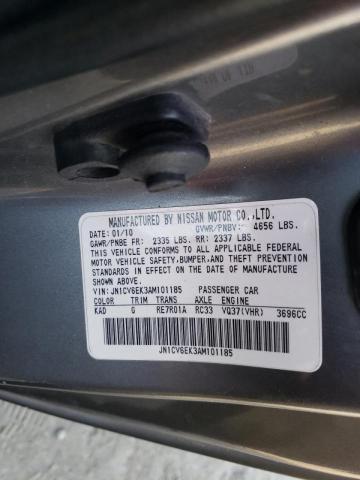 MANUFACTURED BY NISSAN MOTOR CO.,LTD.
DATE: 01/10 GVWR/PNBV: 4656 LBS.
GAWR/PNBE FR: 2335 LBS. RR: 2337 LBS.
THIS VEHICLE CONFORMS TO ALL APPLICABLE FEDERAL
MOTOR VEHICLE SAFETY, BUMPER, AND THEFT PREVENTION
STANDARDS IN EFFECT ON THE DATE OF MANUFACTURE
SHOWN ABOVE.
VIN: JN1CV6EK3AM101185 PASSENGER CAR
COLOR TRIM TRANS AXLE ENGINE
KAD G RE7R01A RC33 VQ37(VHR) 3696CC
JN1CV6EK3AM101185